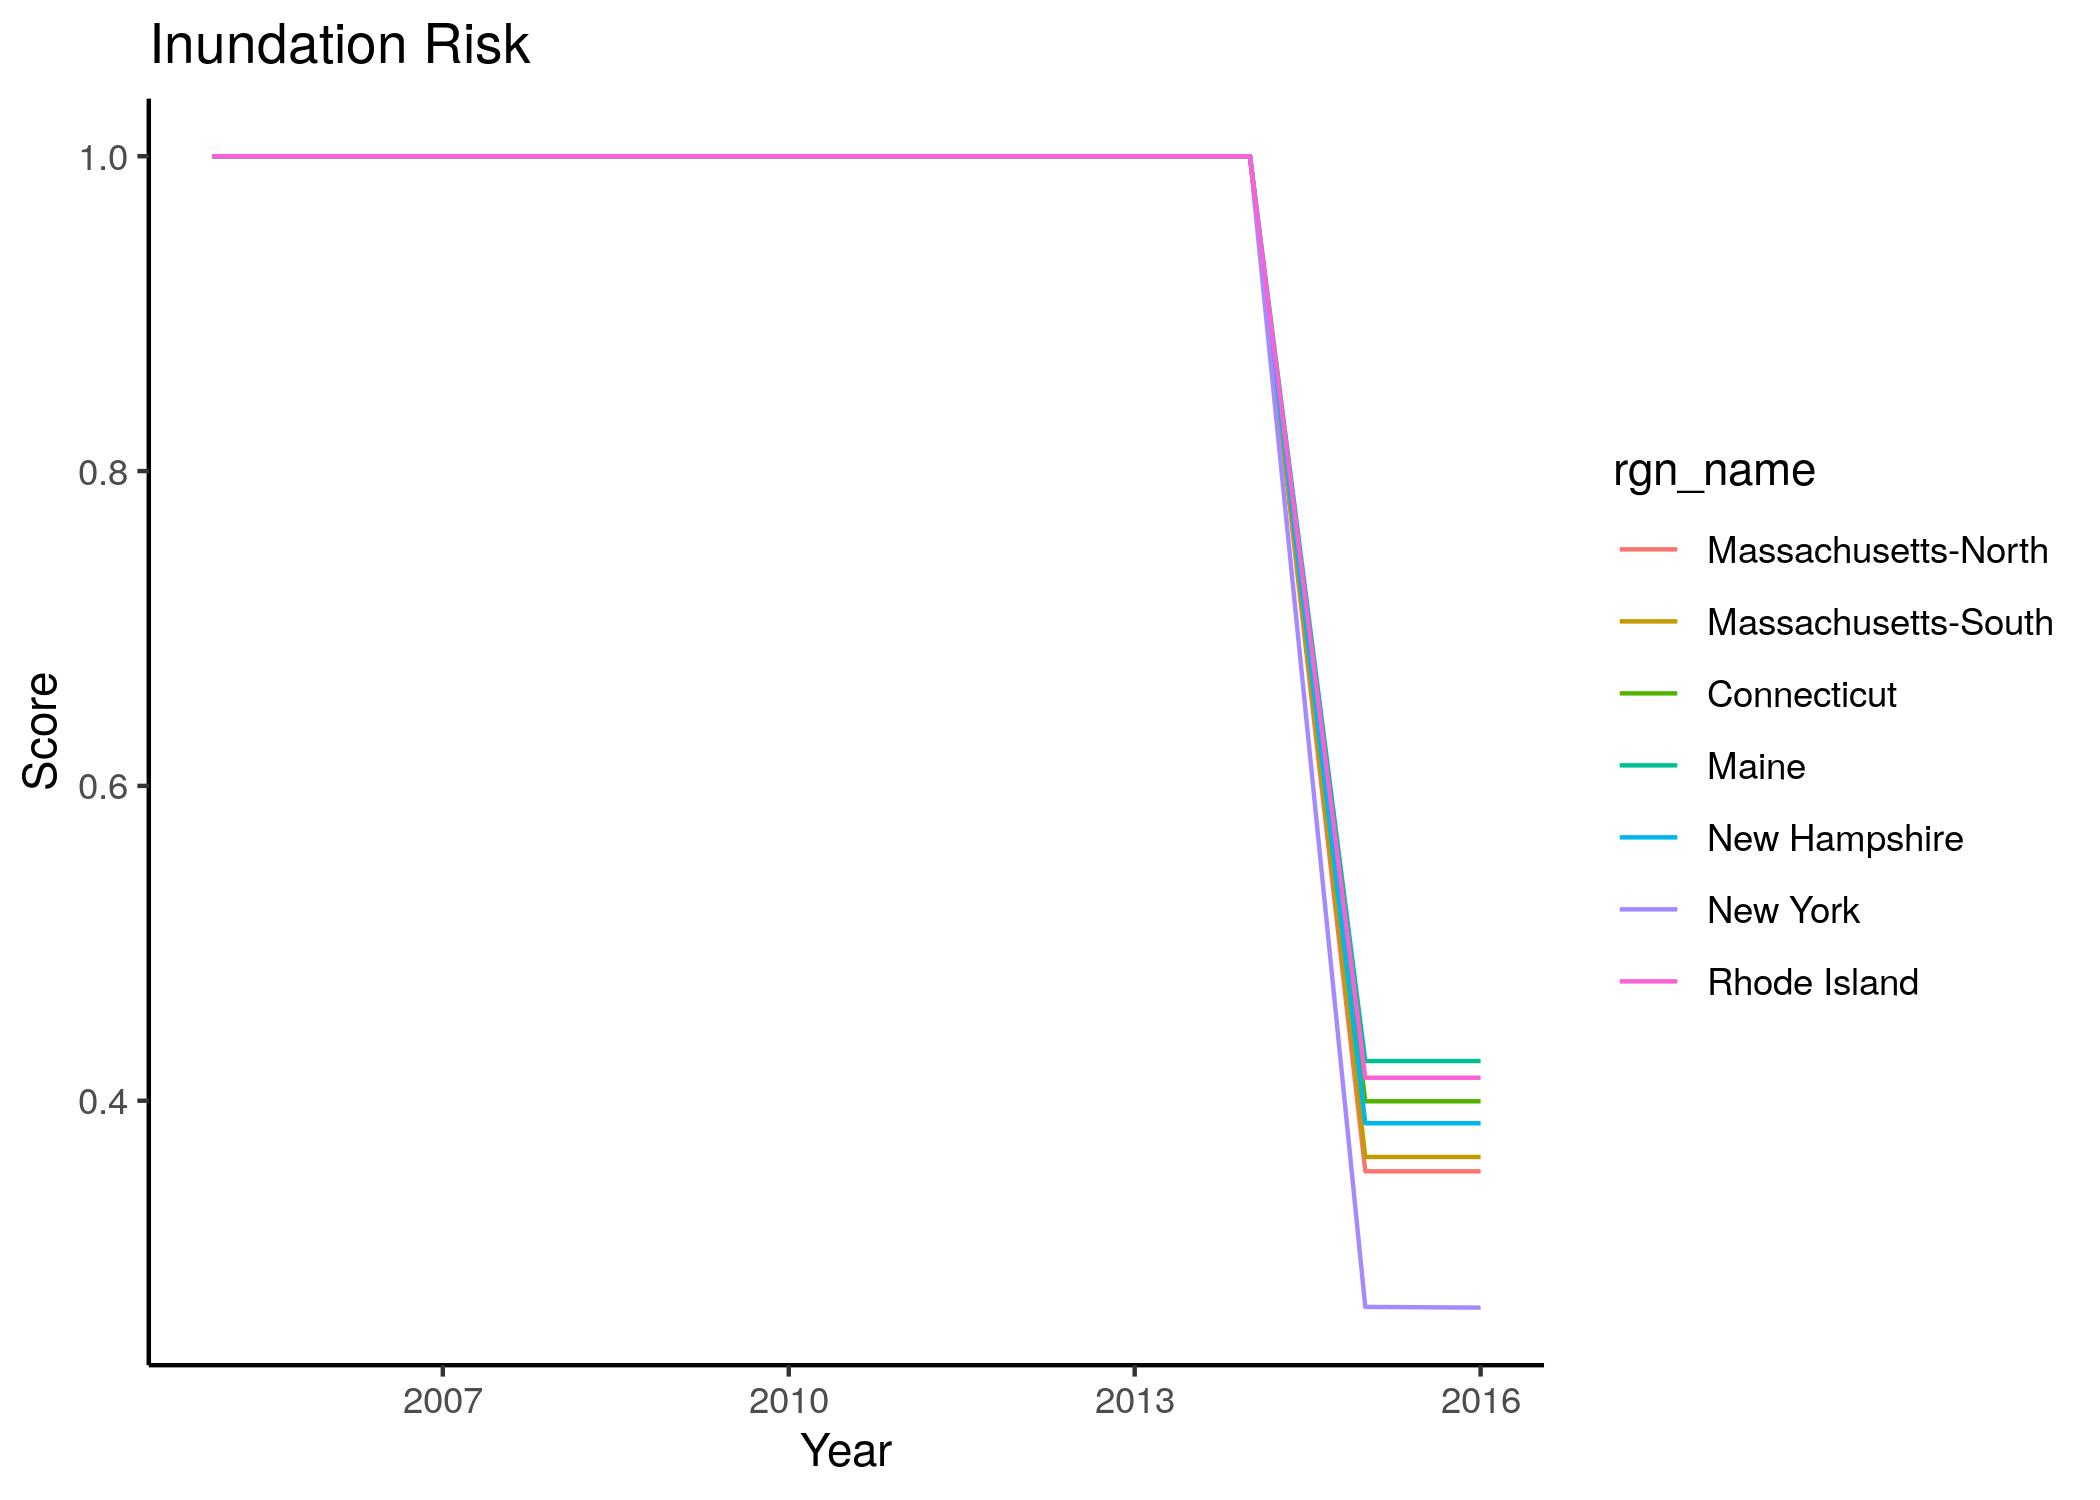 Inundation Risk
1.0
0.8
0.6
0.4
Score
2007
2010
2013
2016
Year
rgn_name
Massachusetts-North
Massachusetts-South
Connecticut
Maine
New Hampshire
New York
Rhode Island